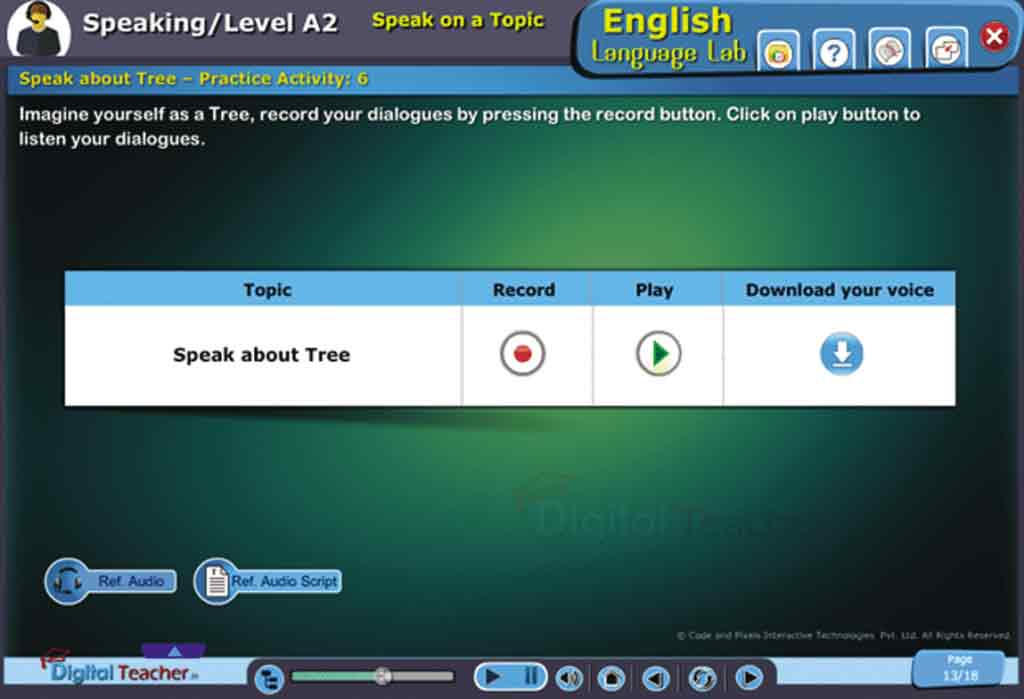 Speaking/Level A2
Speak on a Topic
English
Language Lab
?
Speak about Tree – Practice Activity: 6
Imagine yourself as a Tree, record your dialogues by pressing the record button. Click on play button to
listen your dialogues.
Topic Record Play Download your voice
Speak about Tree
Digital Teacher
Ref. Audio
Ref. Audio Script
© Code and Pixels Interactive Technologies. Pvt. Ltd. All Rights Reserved.
Digital Teacher.in
Page
13/18